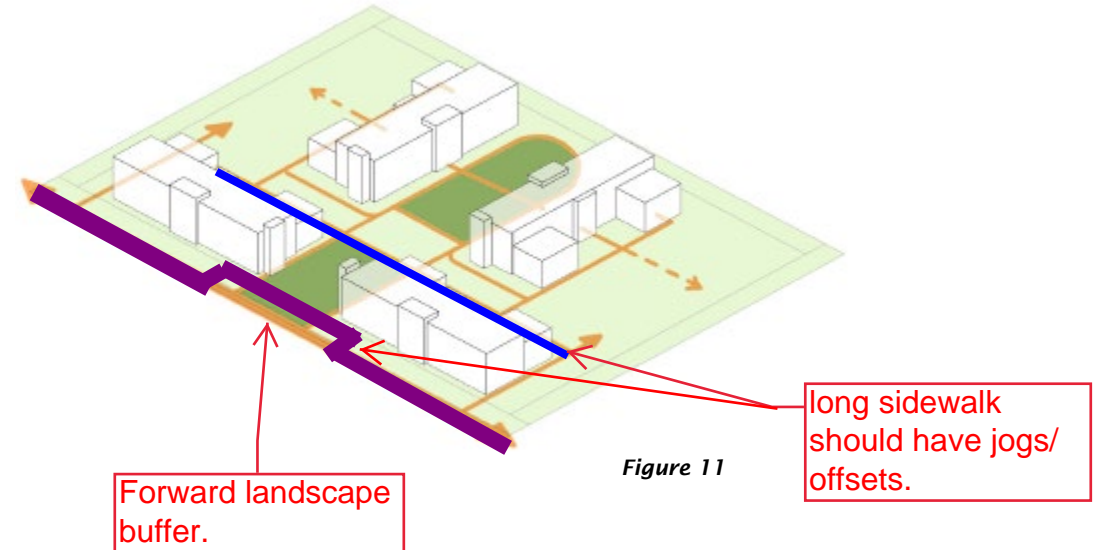 long sidewalk
should have jogs/
offsets.
Figure 11
Forward landscape
buffer.